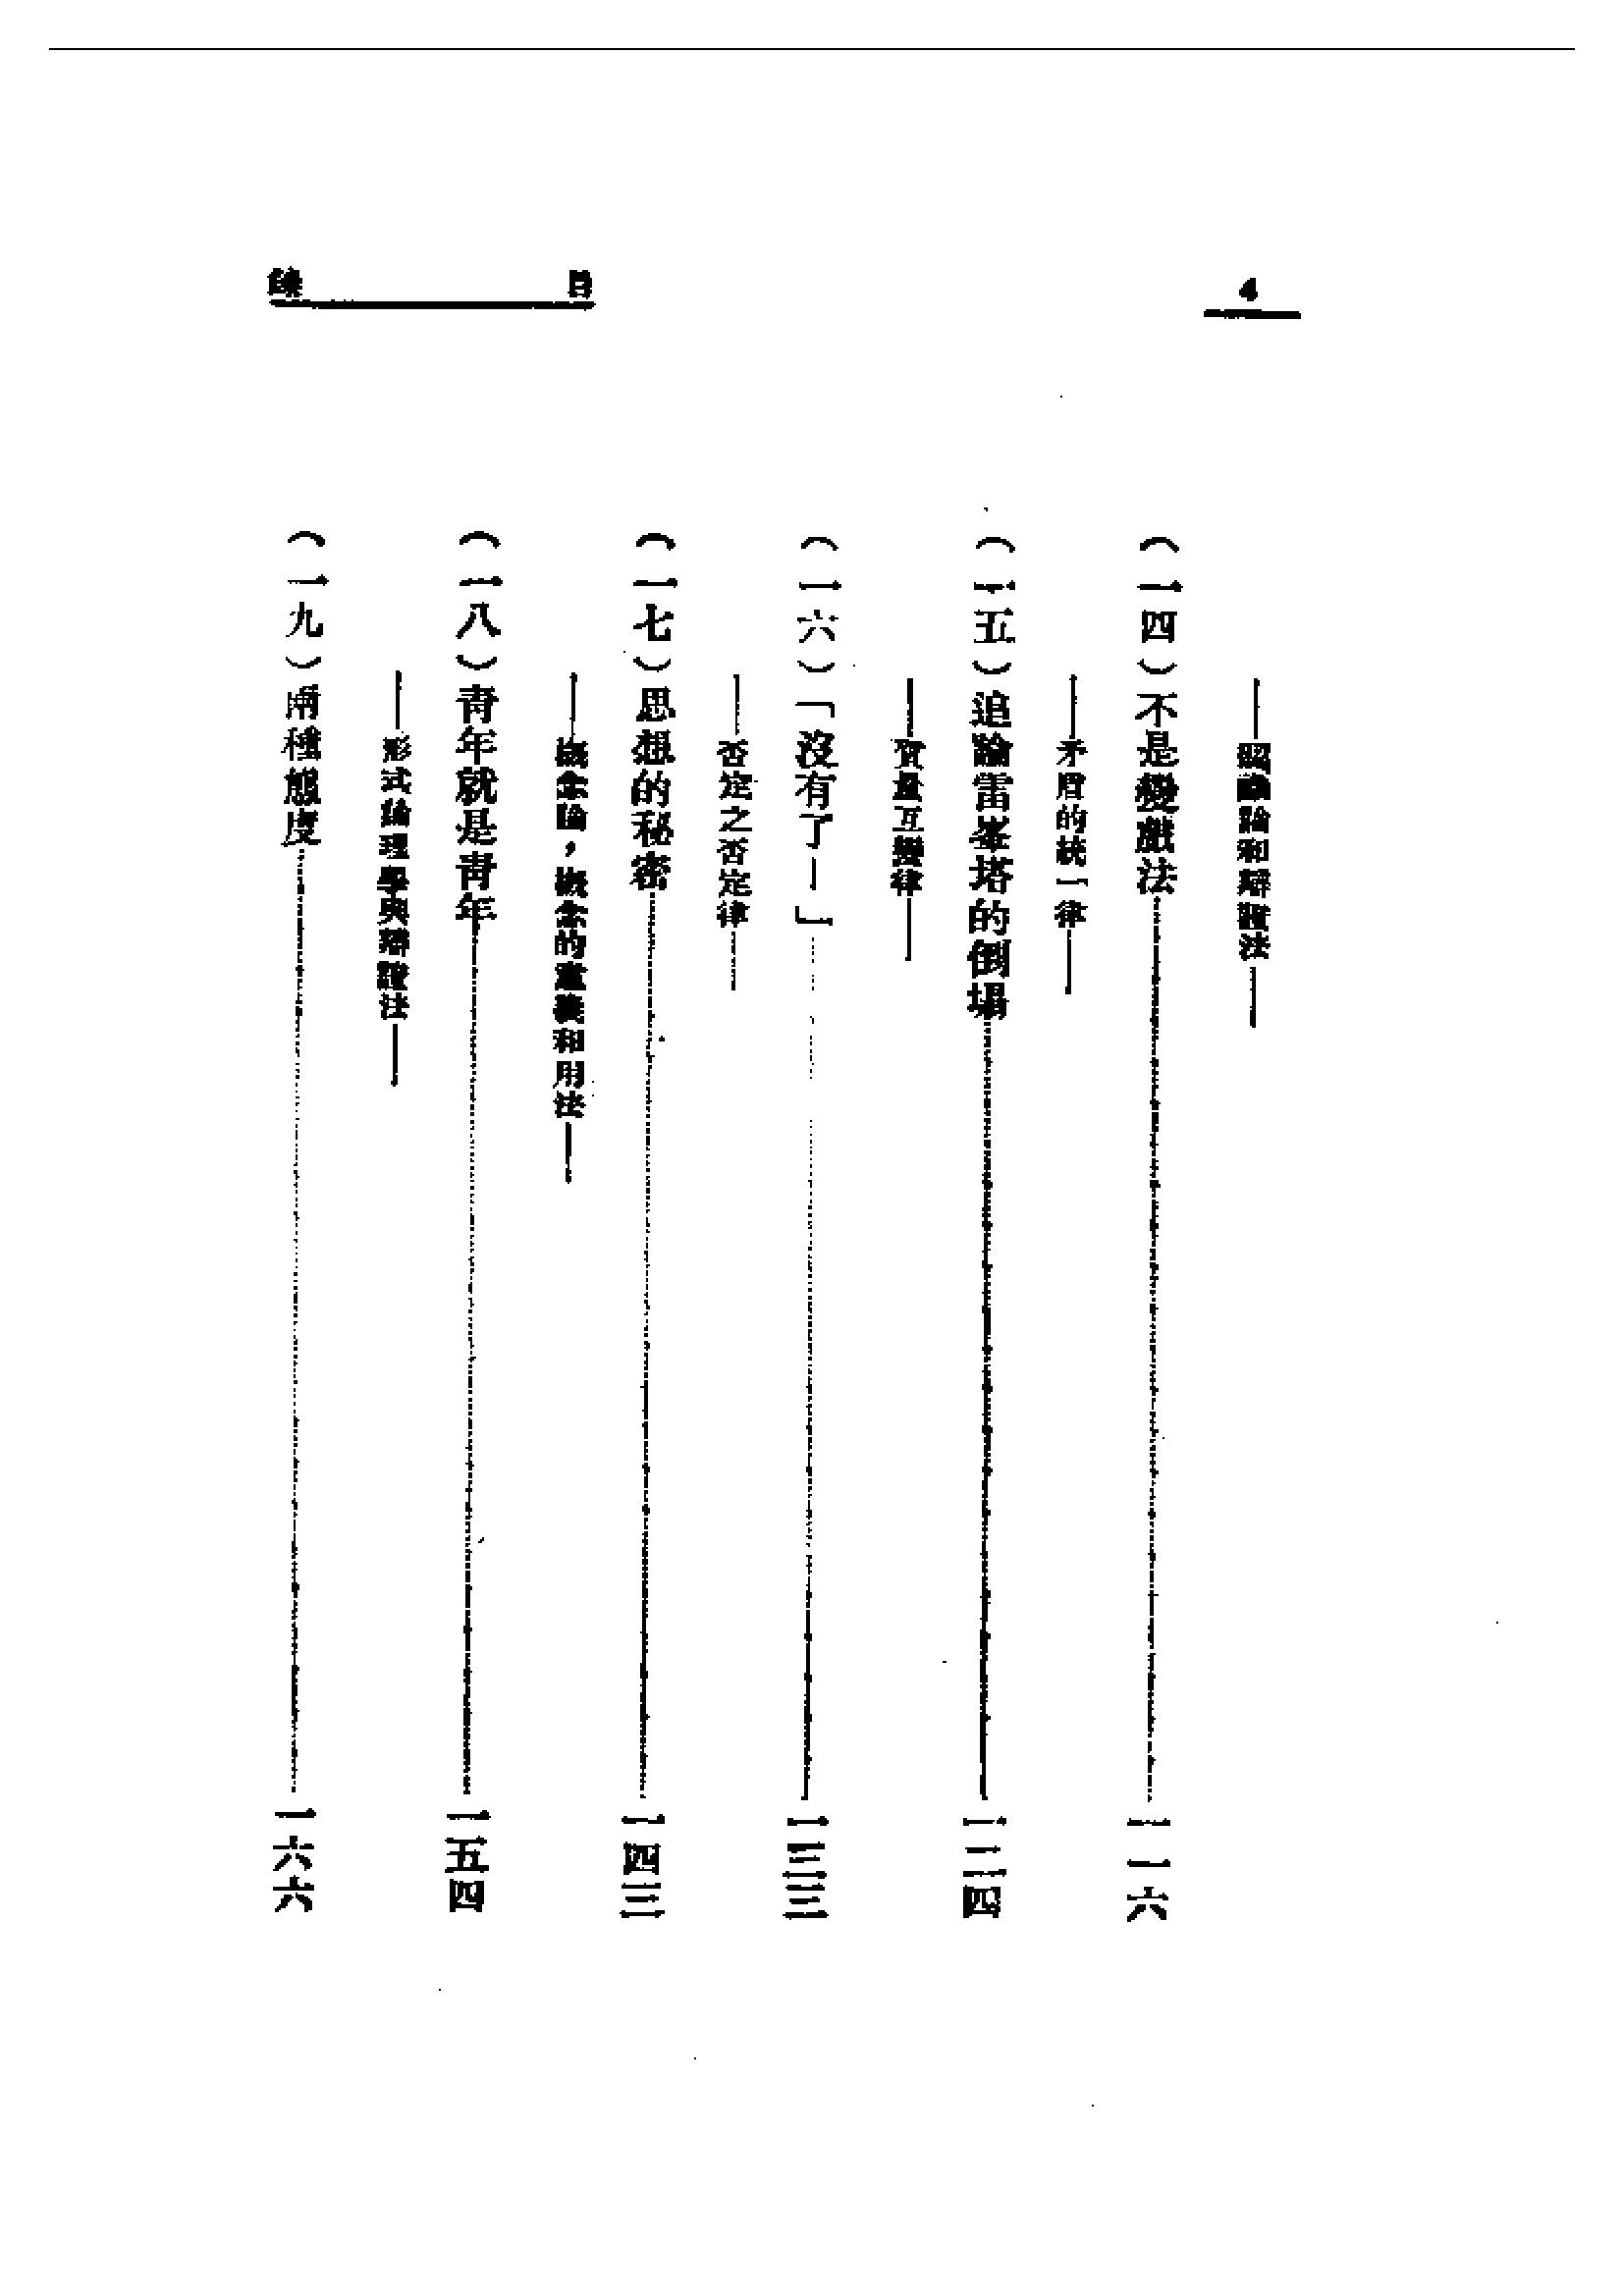 4
目錄
——認識論和辯證法——
(一四)不是變戲法 一一六
——矛盾的統一律——
(一五)追論雷峯塔的倒塌 一二四
——質量互變律——
(一六)「沒有了!」 一三三
——否定之否定律——
(一七)思想的秘密 一四三
——概念論,概念的意義和用法——
(一八)青年就是青年 一五四
——形式論理學與辯證法——
(一九)兩種態度 一六六